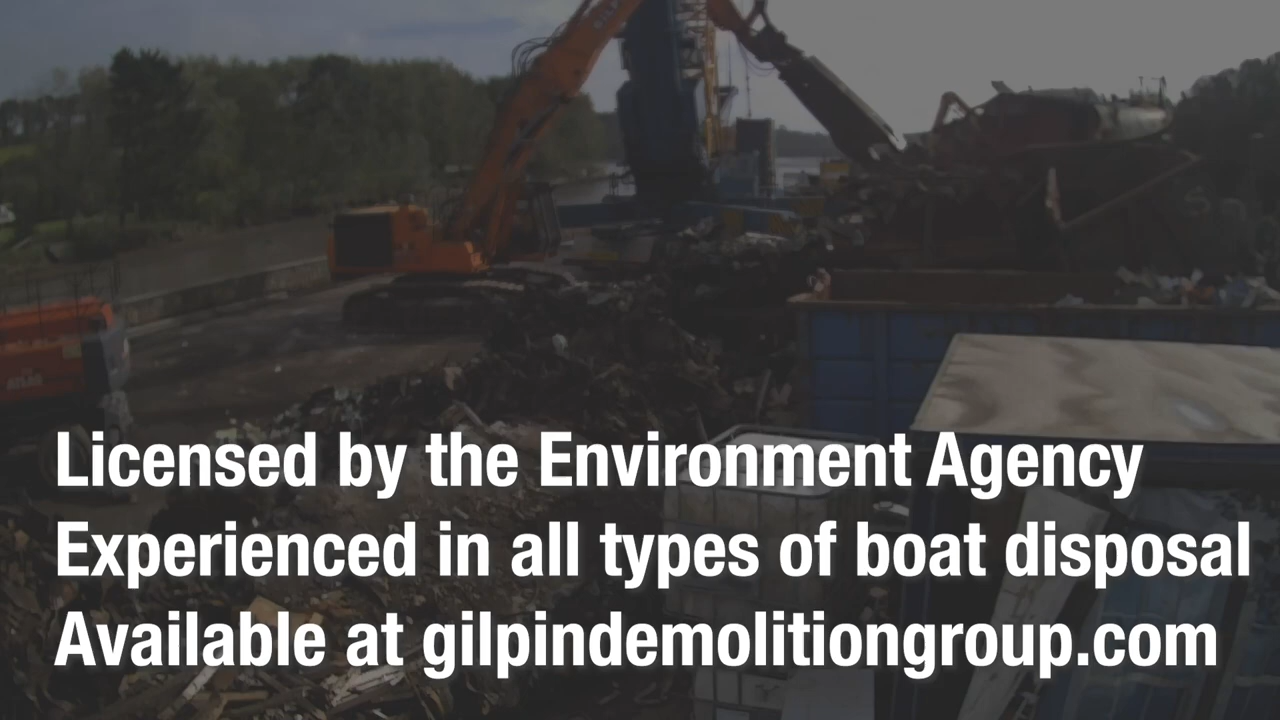 Licensed by the Environment Agency
Experienced in all types of boat disposal
Available at gilpindemolitiongroup.com